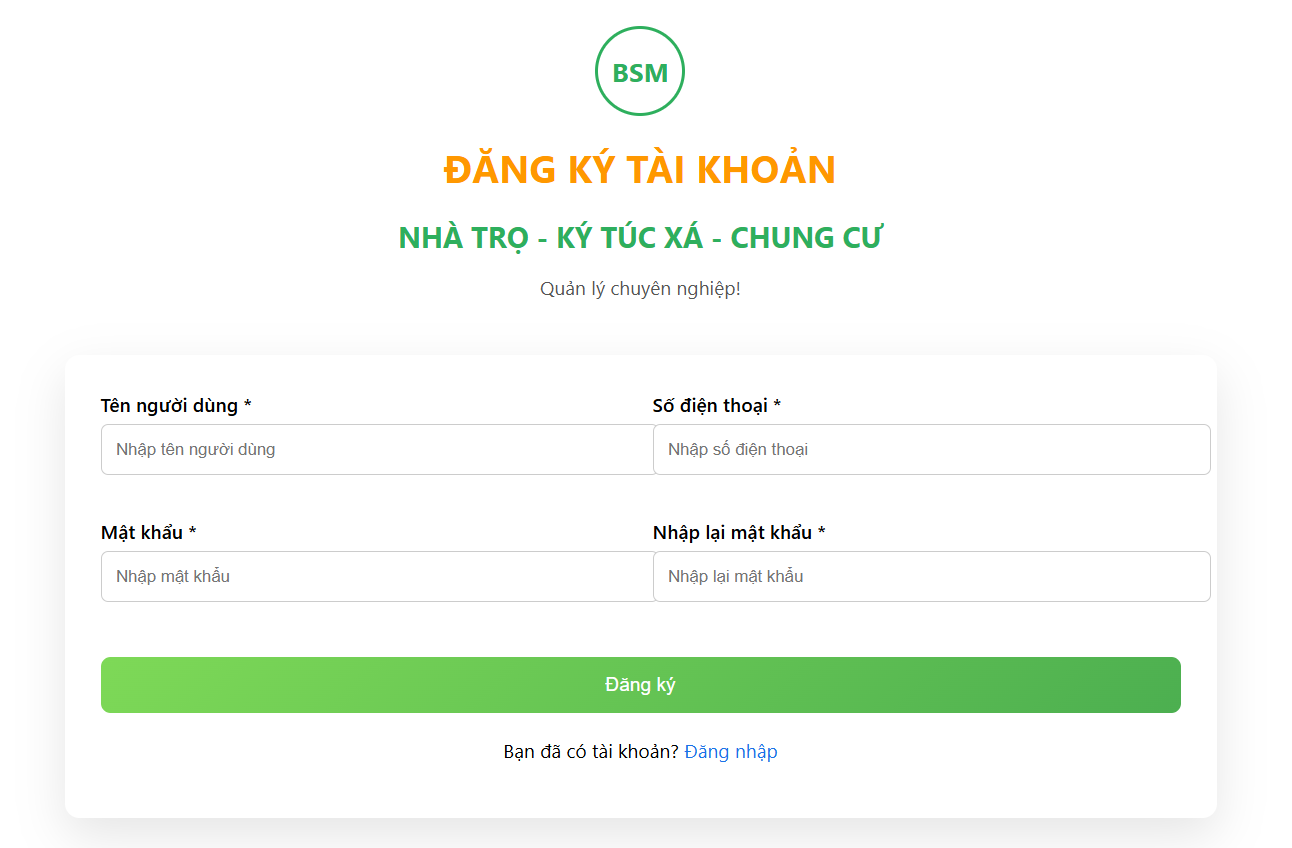 BSM
ĐĂNG KÝ TÀI KHOẢN
NHÀ TRỌ - KÝ TÚC XÁ - CHUNG CƯ
Quản lý chuyên nghiệp!
Tên người dùng * Số điện thoại *
Nhập tên người dùng Nhập số điện thoại
Mật khẩu * Nhập lại mật khẩu *
Nhập mật khẩu Nhập lại mật khẩu
Đăng ký
Bạn đã có tài khoản? Đăng nhập